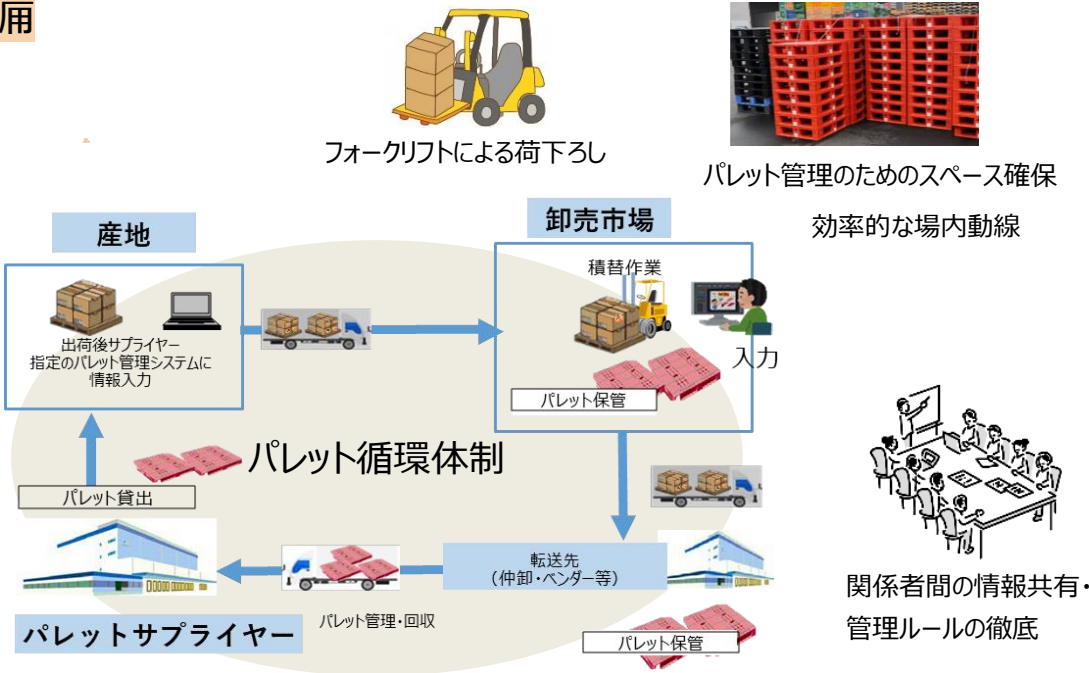 用
フォークリフトによる荷下ろし
パレット管理のためのスペース確保
効率的な場内動線
産地
卸売市場
積替作業
出荷後サプライヤー
指定のパレット管理システムに
情報入力
入力
パレット保管
パレット循環体制
パレット貸出
転送先
(仲卸・ベンダー等)
パレット管理・回収
パレットサプライヤー
パレット保管
関係者間の情報共有・
管理ルールの徹底